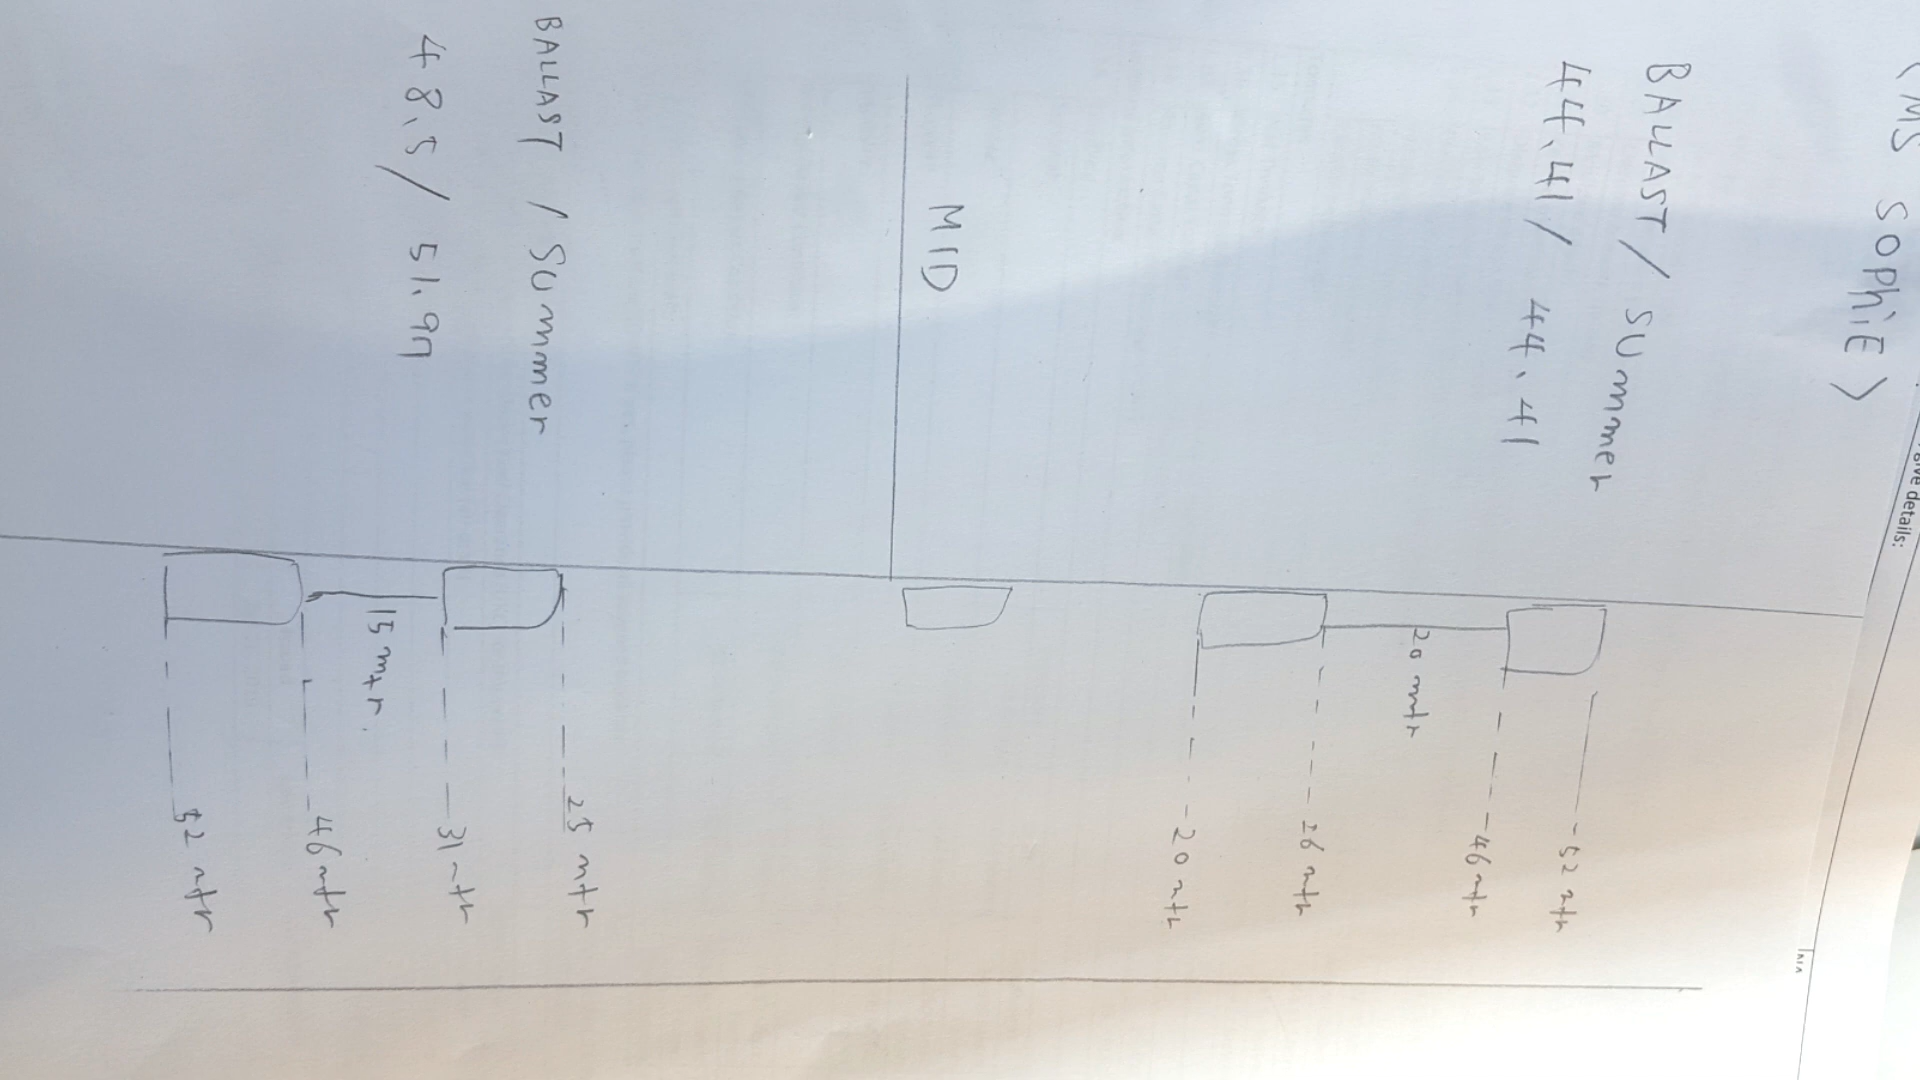 (MS SOPHIE)
BALLAST / SUMMER
44.41 / 44.41
52 mtr
46 mtr
20 mtr
26 mtr
20 mtr
MID
25 mtr
BALLAST / SUMMER
31 mtr
48.5 / 51.97
15 mtr.
46 mtr
52 mtr
details: